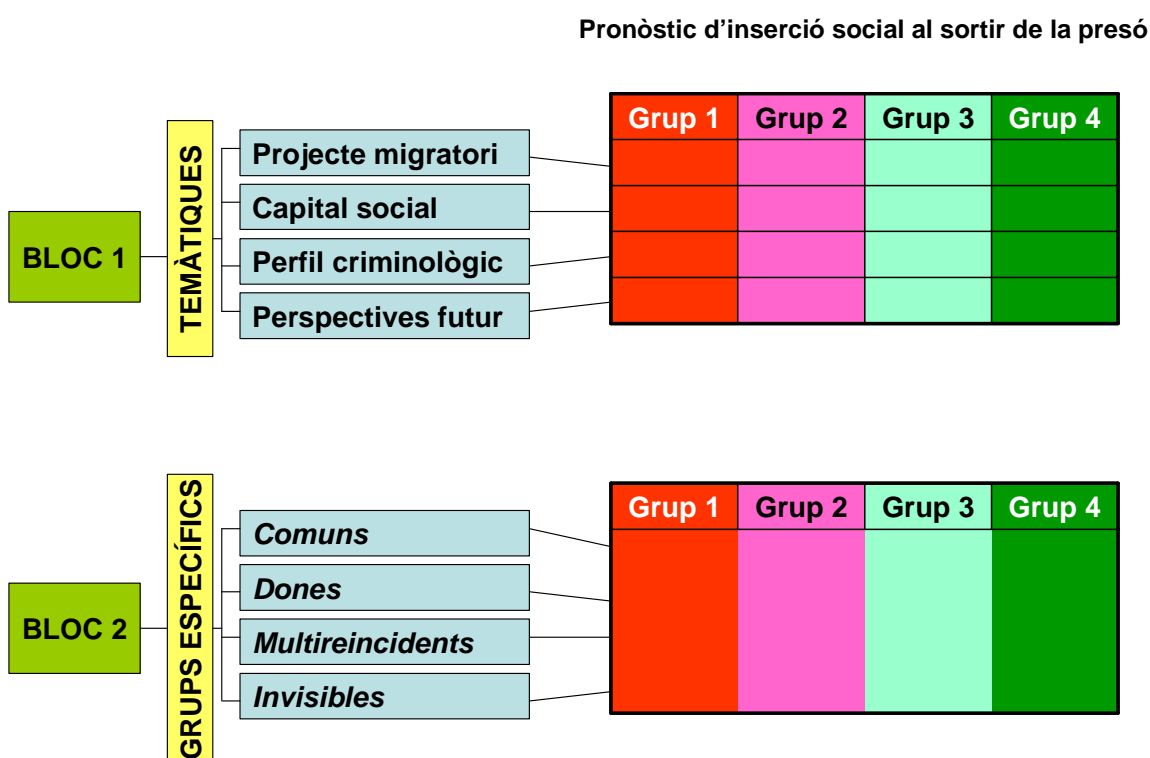 Pronòstic d’inserció social al sortir de la presó
Grup 1 Grup 2 Grup 3 Grup 4
BLOC 1
TEMÀTIQUES
Projecte migratori
Capital social
Perfil criminològic
Perspectives futur
Grup 1 Grup 2 Grup 3 Grup 4
BLOC 2
GRUPS ESPECÍFICS
Comuns
Dones
Multireincidents
Invisibles